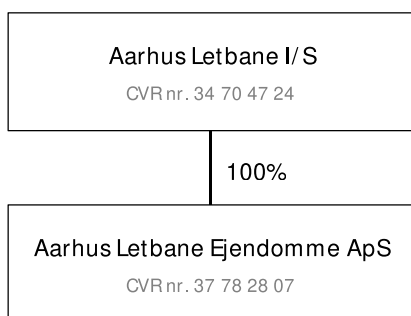 Aarhus Letbane I/S
CVR nr. 34 70 47 24
100%
Aarhus Letbane Ejendomme ApS
CVR nr. 37 78 28 07